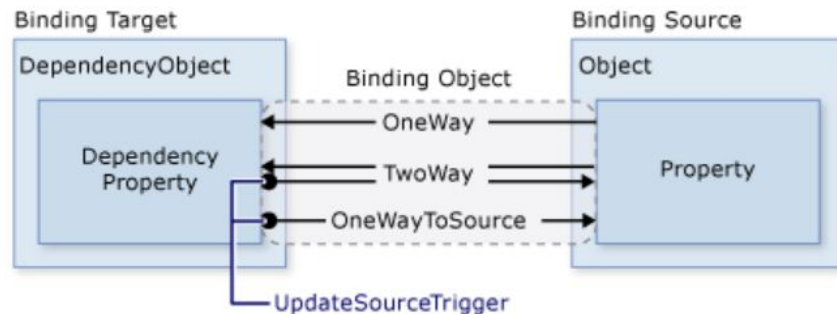 Binding Target
Binding Source
DependencyObject
Object
Binding Object
OneWay
Dependency
Property
TwoWay
Property
OneWayToSource
UpdateSourceTrigger